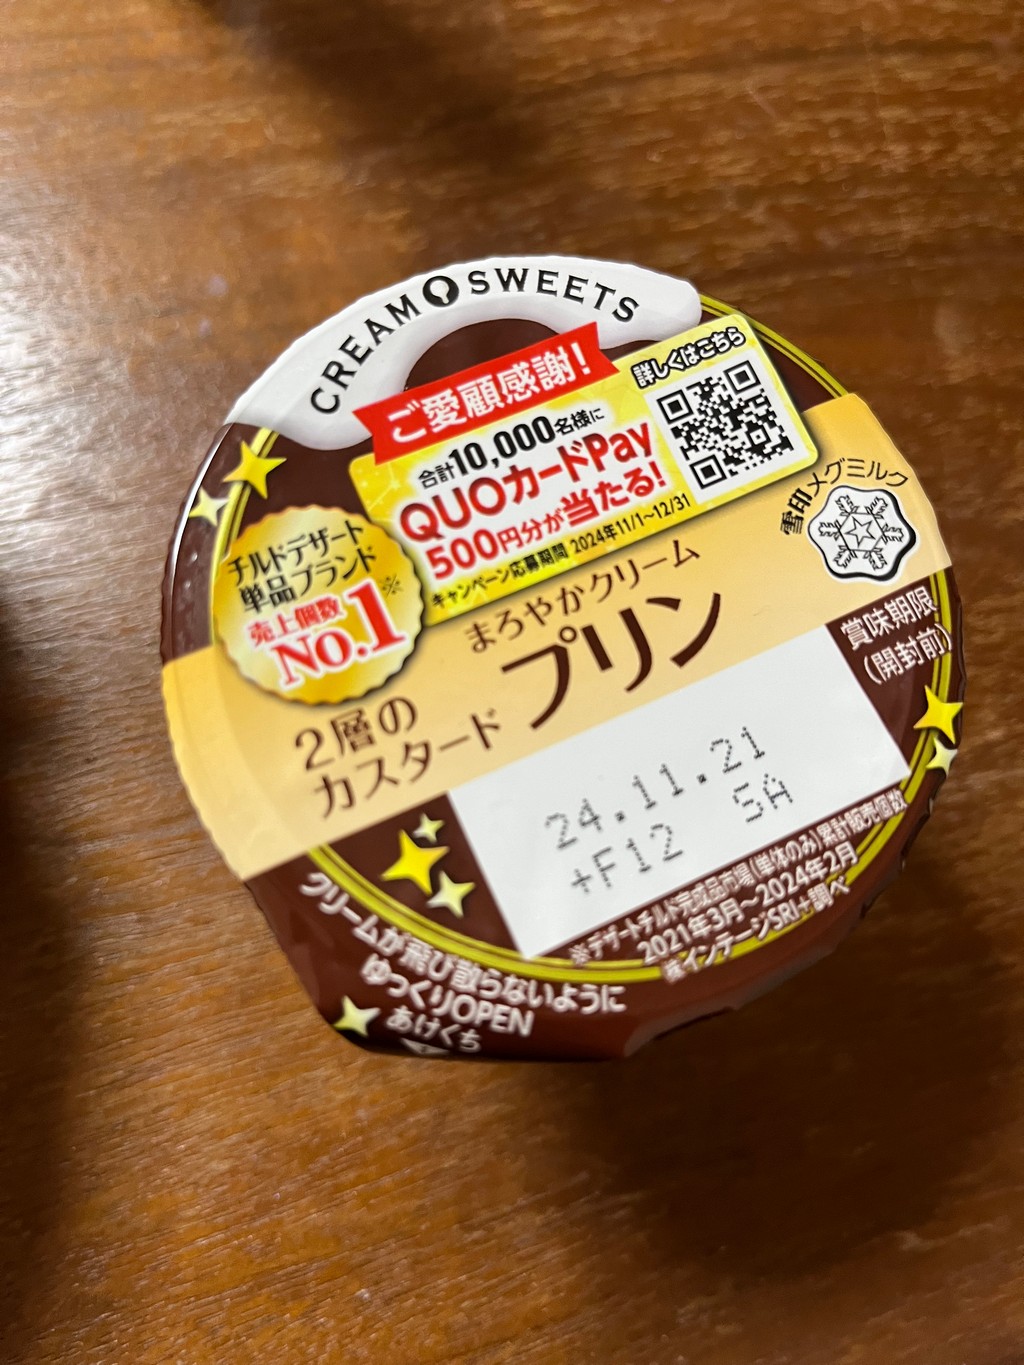 CREAM SWEETS
ご愛顧感謝!
合計10,000名様に
QUOカードPay
500円分が当たる!
キャンペーン応募期間 2024年11/1~12/31
詳しくはこちら
雪印メグミルク
チルドデザート
単品ブランド※
売上個数
No.1
まろやかクリーム
プリン
2層の
カスタード
賞味期限
(開封前)
24.11.21
+F12 5A
※デザートチルド完成品市場(単体のみ)累計販売個数
2021年3月~2024年2月
㈱インテージSRI+調べ
クリームが飛び散らないように
ゆっくりOPEN
あけくち